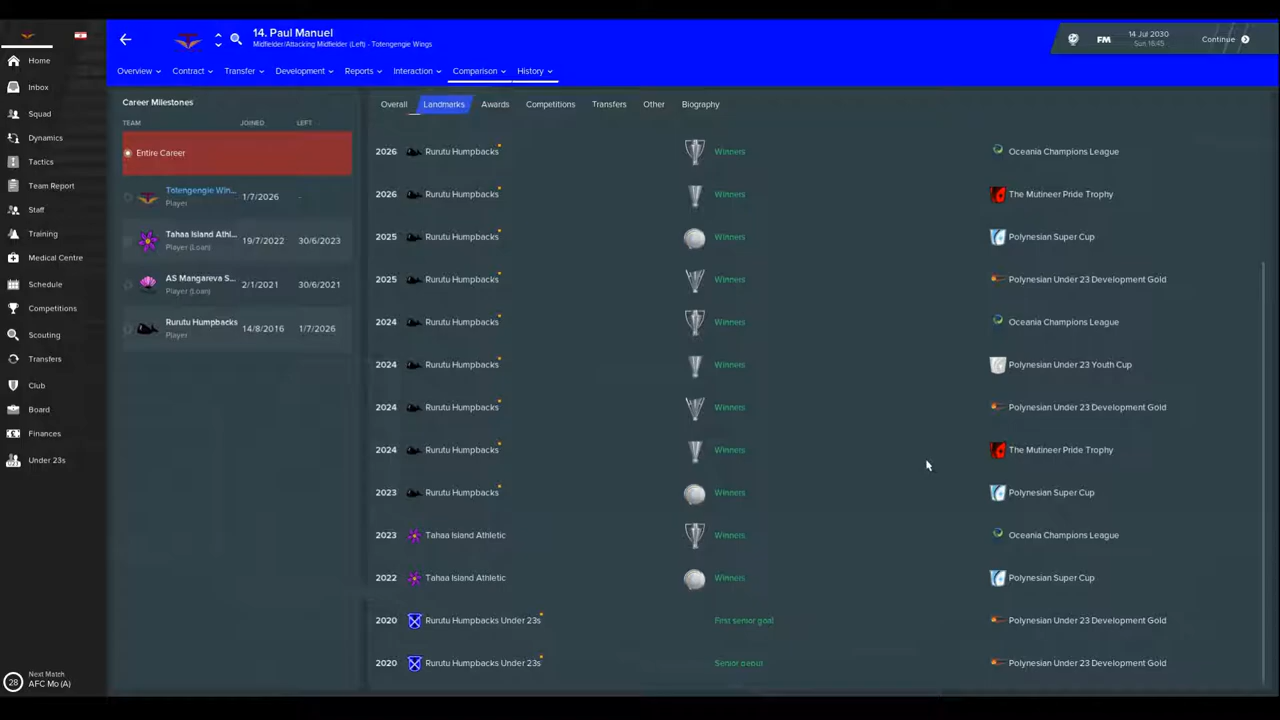 14. Paul Manuel
Midfielder/Attacking Midfielder (Left) - Totengengie Wings
14 Jul 2030
Sun 16:45
FM
Continue
Overview
Contract
Transfer
Development
Reports
Interaction
Comparison
History
Home
Inbox
Squad
Dynamics
Tactics
Team Report
Staff
Training
Medical Centre
Schedule
Competitions
Scouting
Transfers
Club
Board
Finances
Under 23s
28
Next Match
AFC Mo (A)
Career Milestones
TEAM JOINED LEFT
Entire Career
Totengengie Win... 1/7/2026 -
Player
Tahaa Island Athl... 19/7/2022 30/6/2023
Player (Loan)
AS Mangareva S... 2/1/2021 30/6/2021
Player (Loan)
Rurutu Humpbacks 14/8/2016 1/7/2026
Player
Overall Landmarks Awards Competitions Transfers Other Biography
2026 Rurutu Humpbacks Winners Oceania Champions League
2026 Rurutu Humpbacks Winners The Mutineer Pride Trophy
2025 Rurutu Humpbacks Winners Polynesian Super Cup
2025 Rurutu Humpbacks Winners Polynesian Under 23 Development Gold
2024 Rurutu Humpbacks Winners Oceania Champions League
2024 Rurutu Humpbacks Winners Polynesian Under 23 Youth Cup
2024 Rurutu Humpbacks Winners Polynesian Under 23 Development Gold
2024 Rurutu Humpbacks Winners The Mutineer Pride Trophy
2023 Rurutu Humpbacks Winners Polynesian Super Cup
2023 Tahaa Island Athletic Winners Oceania Champions League
2022 Tahaa Island Athletic Winners Polynesian Super Cup
2020 Rurutu Humpbacks Under 23s First senior goal Polynesian Under 23 Development Gold
2020 Rurutu Humpbacks Under 23s Senior debut Polynesian Under 23 Development Gold